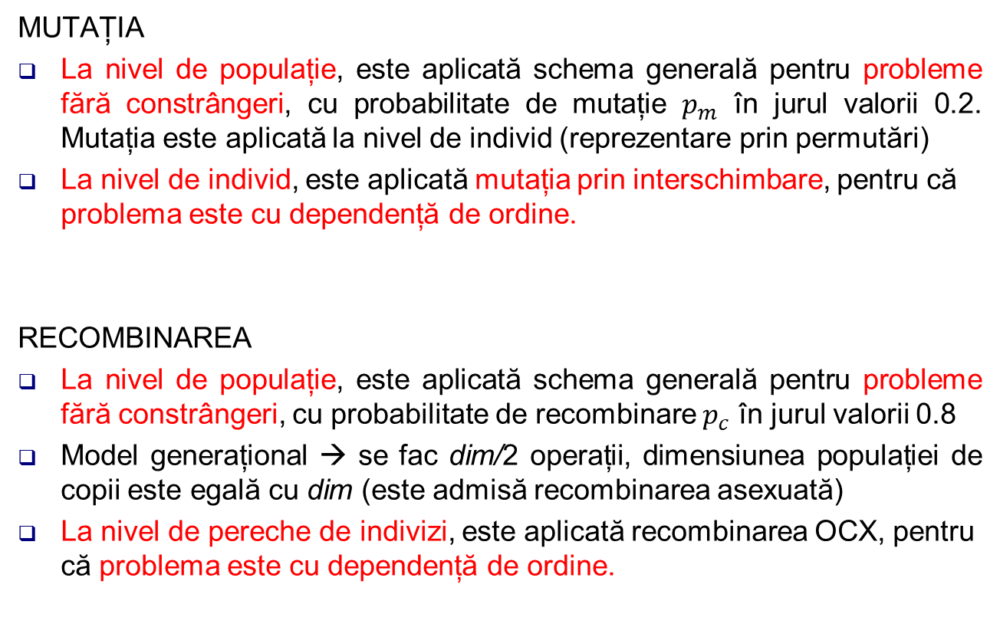 MUTAȚIA
❑ La nivel de populație, este aplicată schema generală pentru probleme
fără constrângeri, cu probabilitate de mutație 𝑝𝑚 în jurul valorii 0.2.
Mutația este aplicată la nivel de individ (reprezentare prin permutări)
❑ La nivel de individ, este aplicată mutația prin interschimbare, pentru că
problema este cu dependență de ordine.
RECOMBINAREA
❑ La nivel de populație, este aplicată schema generală pentru probleme
fără constrângeri, cu probabilitate de recombinare 𝑝𝑐 în jurul valorii 0.8
❑ Model generațional → se fac dim/2 operații, dimensiunea populației de
copii este egală cu dim (este admisă recombinarea asexuată)
❑ La nivel de pereche de indivizi, este aplicată recombinarea OCX, pentru
că problema este cu dependență de ordine.